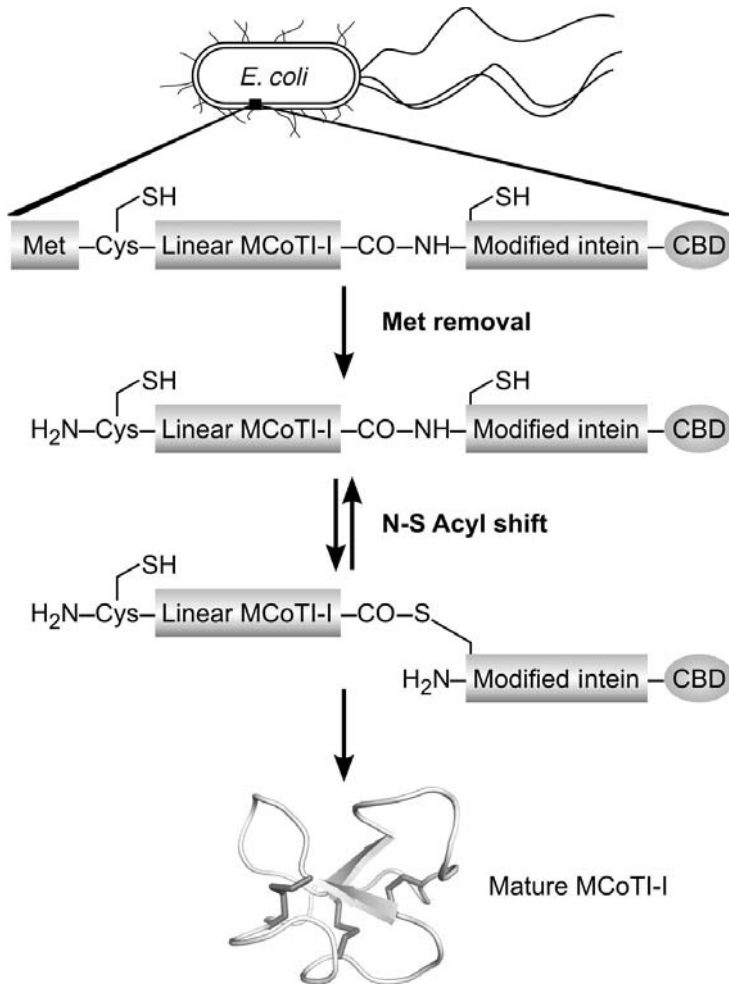 E. coli
SH SH
Met–Cys–Linear MCoTI-I–CO–NH–Modified intein–CBD
Met removal
SH SH
H₂N–Cys–Linear MCoTI-I–CO–NH–Modified intein–CBD
N-S Acyl shift
SH
H₂N–Cys–Linear MCoTI-I–CO–S
H₂N–Modified intein–CBD
Mature MCoTI-I